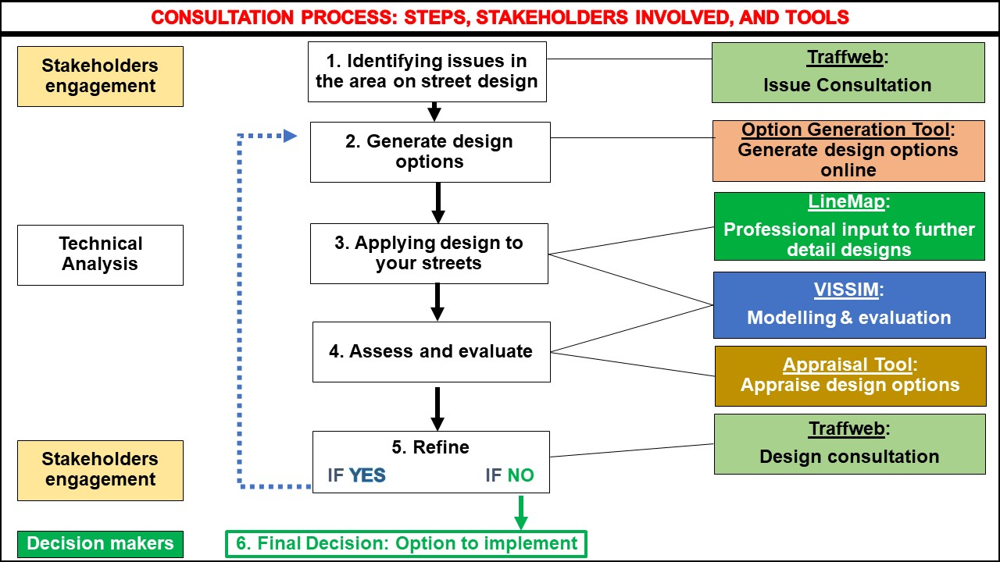 CONSULTATION PROCESS: STEPS, STAKEHOLDERS INVOLVED, AND TOOLS
Stakeholders
engagement
1. Identifying issues in
the area on street design
Traffweb:
Issue Consultation
2. Generate design
options
Option Generation Tool:
Generate design options
online
Technical
Analysis
3. Applying design to
your streets
LineMap:
Professional input to further
detail designs
VISSIM:
Modelling & evaluation
4. Assess and evaluate
Appraisal Tool:
Appraise design options
Stakeholders
engagement
5. Refine
IF YES IF NO
Traffweb:
Design consultation
Decision makers
6. Final Decision: Option to implement